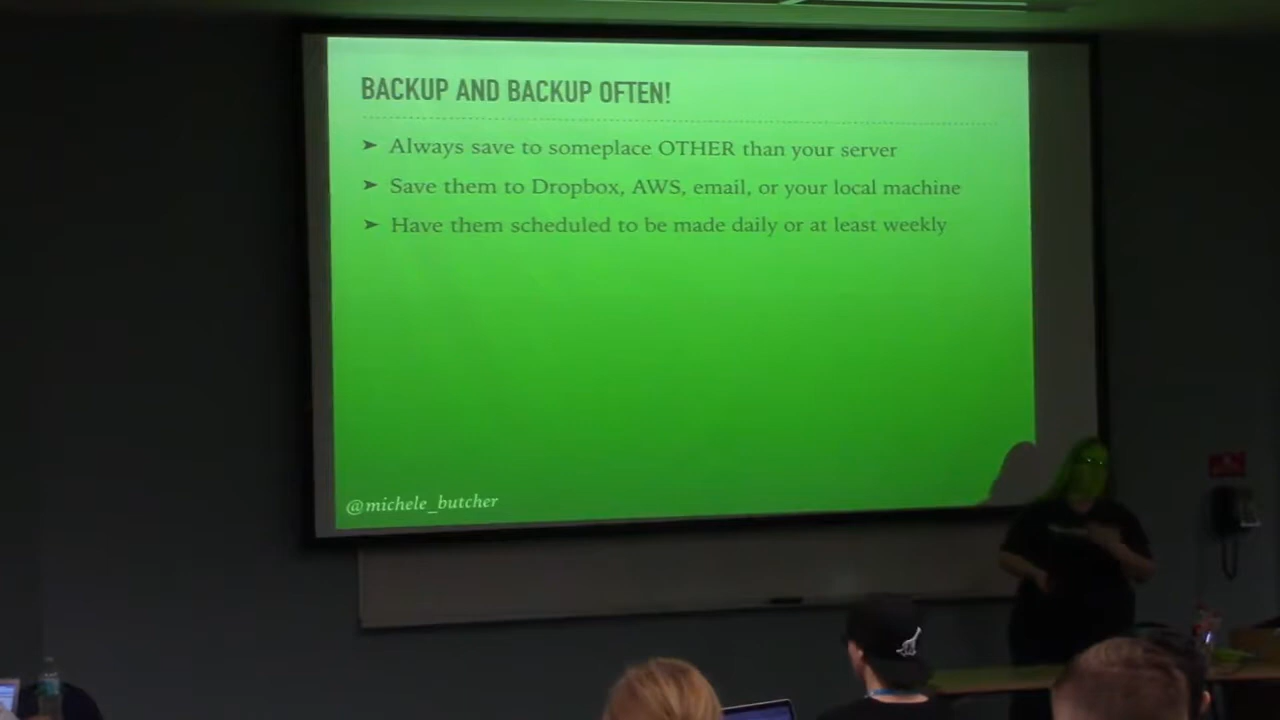 BACKUP AND BACKUP OFTEN!
➤ Always save to someplace OTHER than your server
➤ Save them to Dropbox, AWS, email, or your local machine
➤ Have them scheduled to be made daily or at least weekly
@michele_butcher